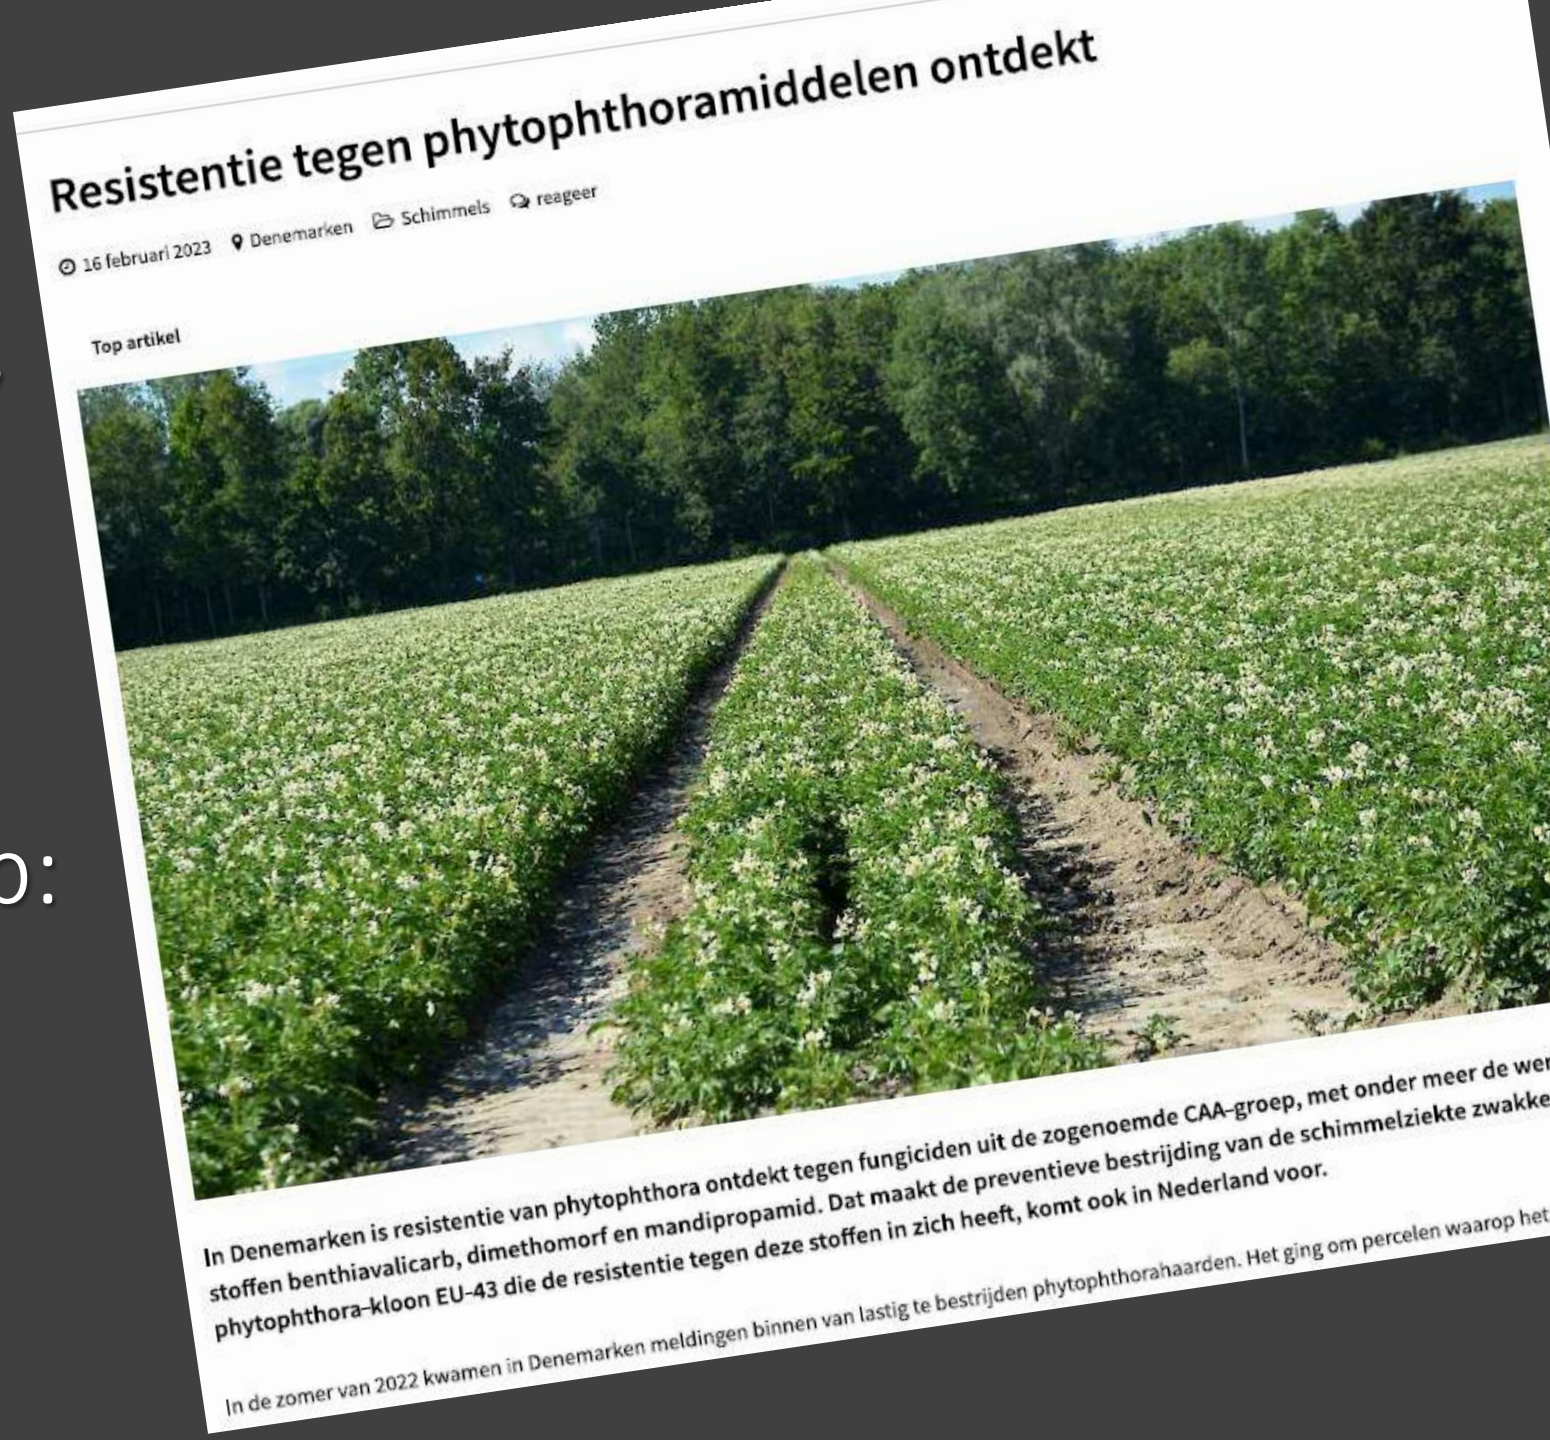 Resistentie tegen phytophthoramiddelen ontdekt
16 februari 2023 Denemarken Schimmels reageer
Top artikel
In Denemarken is resistentie van phytophthora ontdekt tegen fungiciden uit de zogenoemde CAA-groep, met onder meer de
stoffen benthiavalicarb, dimethomorf en mandipropamid. Dat maakt de preventieve bestrijding van de schimmelziekte
phytophthora-kloon EU-43 die de resistentie tegen deze stoffen in zich heeft, komt ook in Nederland voor.
In de zomer van 2022 kwamen in Denemarken meldingen binnen van lastig te bestrijden phytophthorahaarden. Het ging om percelen waarop het